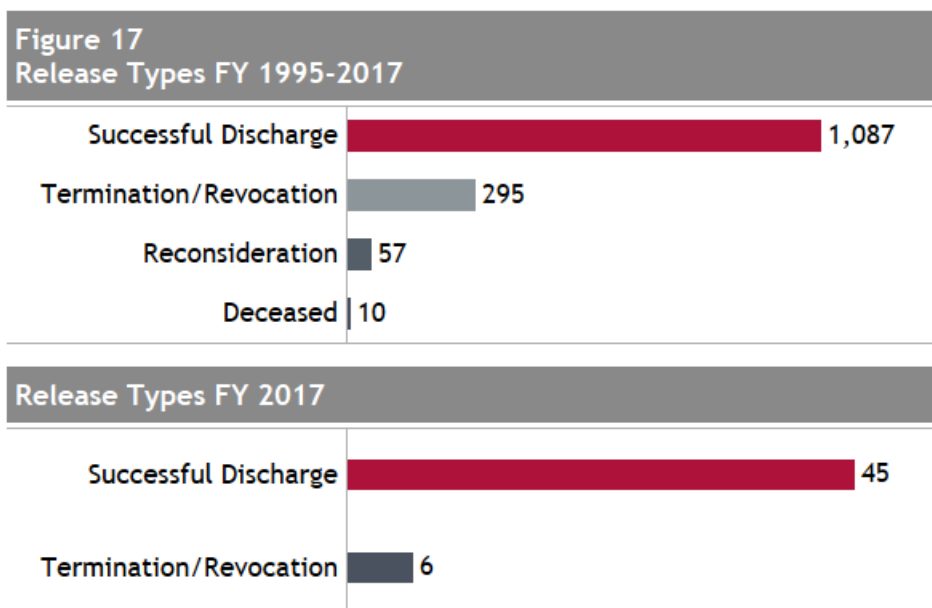 Figure 17
Release Types FY 1995-2017
Successful Discharge 1,087
Termination/Revocation 295
Reconsideration 57
Deceased 10
Release Types FY 2017
Successful Discharge 45
Termination/Revocation 6